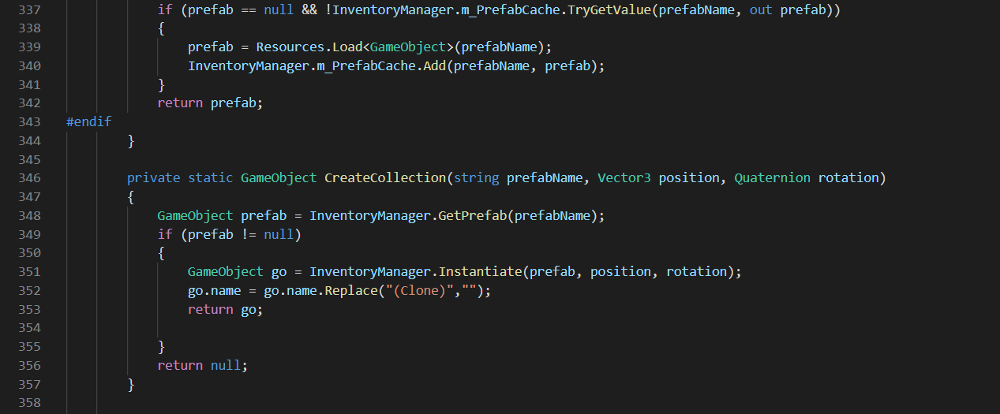 337 if (prefab == null && !InventoryManager.m_PrefabCache.TryGetValue(prefabName, out prefab))
338 {
339 prefab = Resources.Load<GameObject>(prefabName);
340 InventoryManager.m_PrefabCache.Add(prefabName, prefab);
341 }
342 return prefab;
343 #endif
344 }
345
346 private static GameObject CreateCollection(string prefabName, Vector3 position, Quaternion rotation)
347 {
348 GameObject prefab = InventoryManager.GetPrefab(prefabName);
349 if (prefab != null)
350 {
351 GameObject go = InventoryManager.Instantiate(prefab, position, rotation);
352 go.name = go.name.Replace("(Clone)","");
353 return go;
354
355 }
356 return null;
357 }
358